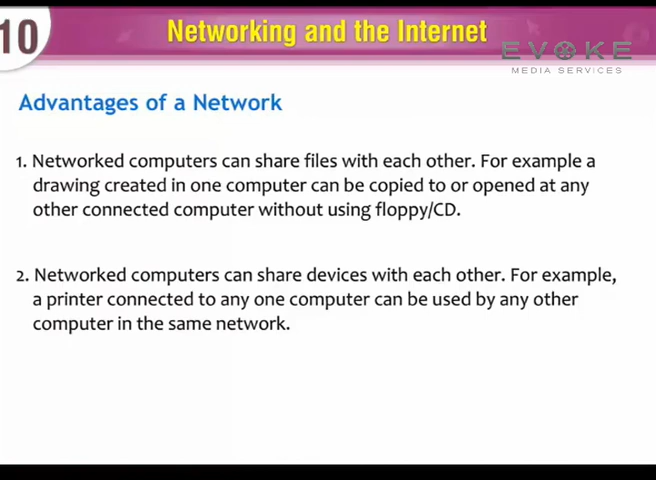 10
Networking and the Internet
EVOKE
MEDIA SERVICES
Advantages of a Network
1. Networked computers can share files with each other. For example a
drawing created in one computer can be copied to or opened at any
other connected computer without using floppy/CD.
2. Networked computers can share devices with each other. For example,
a printer connected to any one computer can be used by any other
computer in the same network.